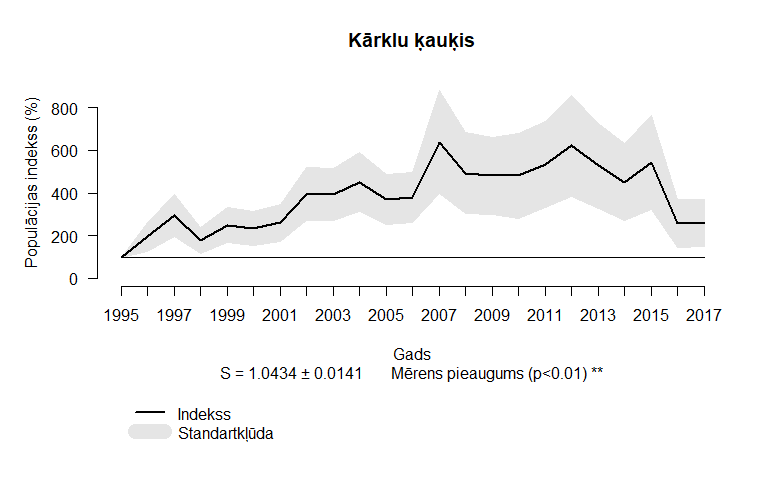 Kārklu ķauķis
Populācijas indekss (%)
800
600
400
200
0
1995 1997 1999 2001 2003 2005 2007 2009 2011 2013 2015 2017
Gads
S = 1.0434 ± 0.0141 Mērens pieaugums (p<0.01) **
Indekss
Standartkļūda